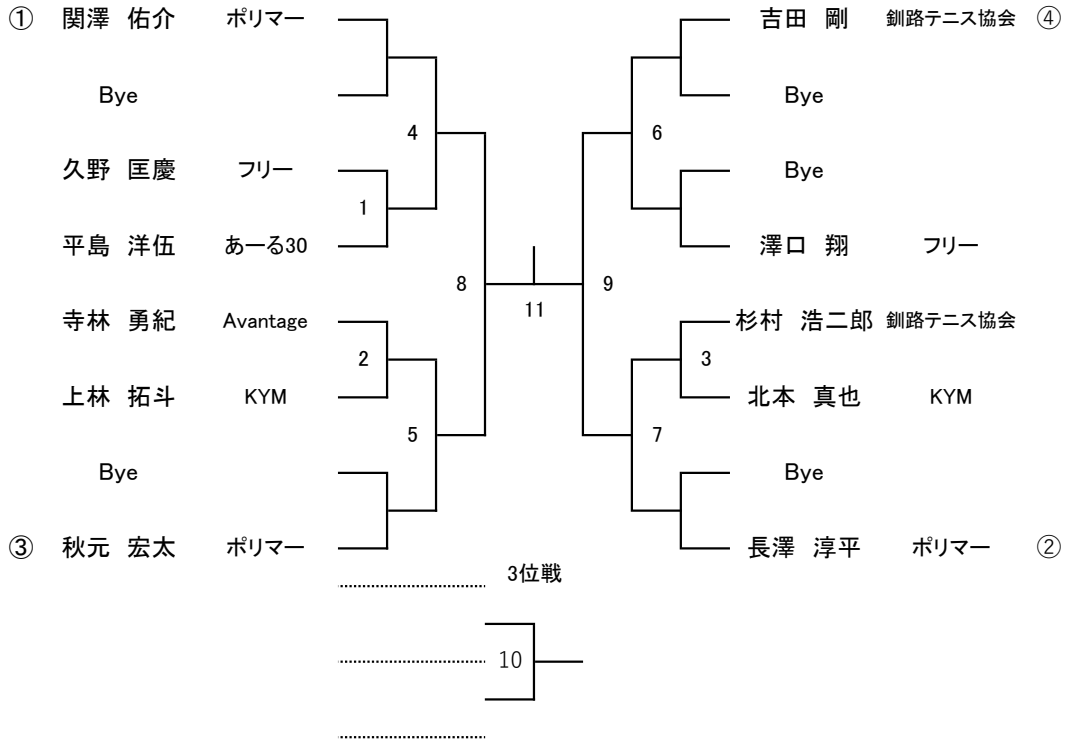 ① 関澤 佑介 ポリマー 吉田 剛 釧路テニス協会 ④
Bye Bye
4 6
久野 匡慶 フリー Bye
1
平島 洋伍 あーる30 澤口 翔 フリー
8 9
11
寺林 勇紀 Avantage 杉村 浩二郎 釧路テニス協会
2 3
上林 拓斗 KYM 北本 真也 KYM
5 7
Bye Bye
③ 秋元 宏太 ポリマー 長澤 淳平 ポリマー ②
3位戦
10